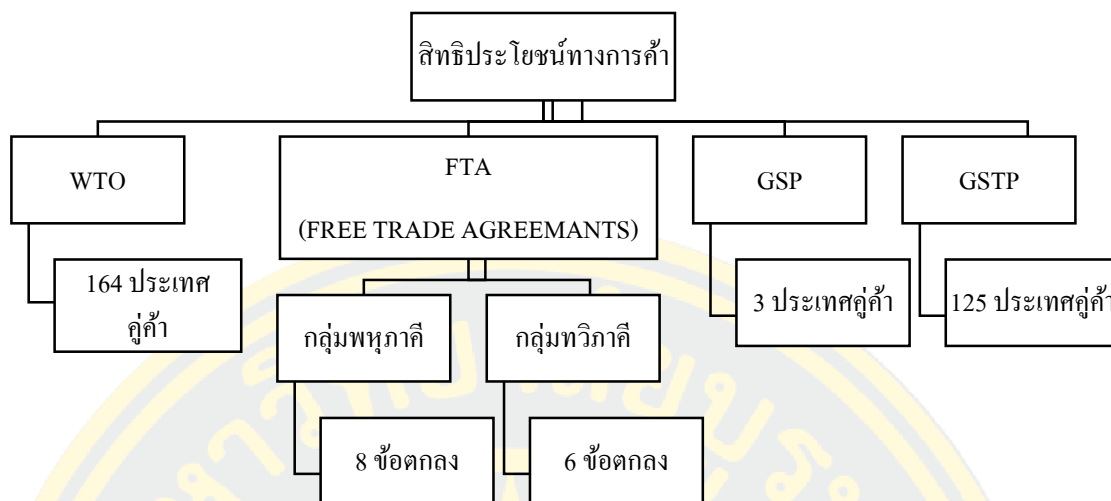 สิทธิประโยชน์ทางการค้า
WTO
FTA
(FREE TRADE AGREEMANTS)
GSP
GSTP
164 ประเทศ
คู่ค้า
3 ประเทศคู่ค้า
125 ประเทศคู่ค้า
กลุ่มพหุภาคี
กลุ่มทวิภาคี
8 ข้อตกลง
6 ข้อตกลง